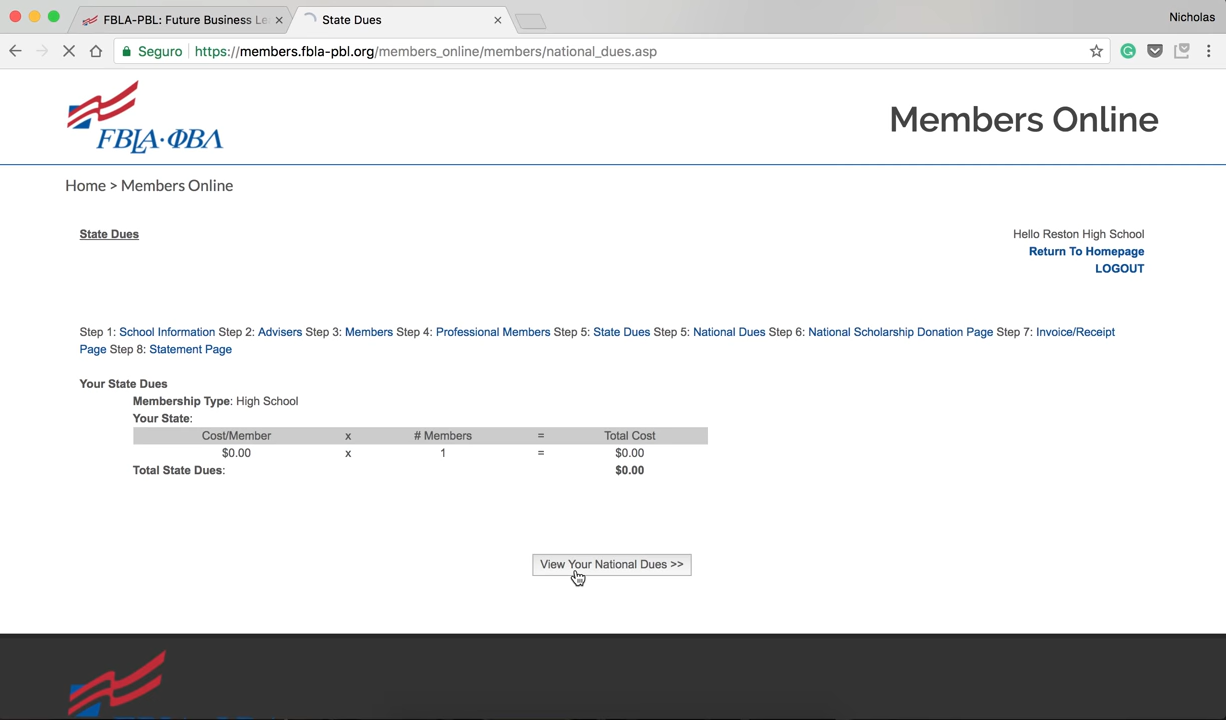 FBLA-PBL: Future Business Le
State Dues
Nicholas
Seguro
https://members.fbla-pbl.org/members_online/members/national_dues.asp
FBLA·ΦBΛ
Members Online
Home > Members Online
State Dues
Hello Reston High School
Return To Homepage
LOGOUT
Step 1: School Information Step 2: Advisers Step 3: Members Step 4: Professional Members Step 5: State Dues Step 5: National Dues Step 6: National Scholarship Donation Page Step 7: Invoice/Receipt
Page Step 8: Statement Page
Your State Dues
Membership Type: High School
Your State:
Cost/Member x # Members = Total Cost
$0.00 x 1 = $0.00
Total State Dues: $0.00
View Your National Dues >>